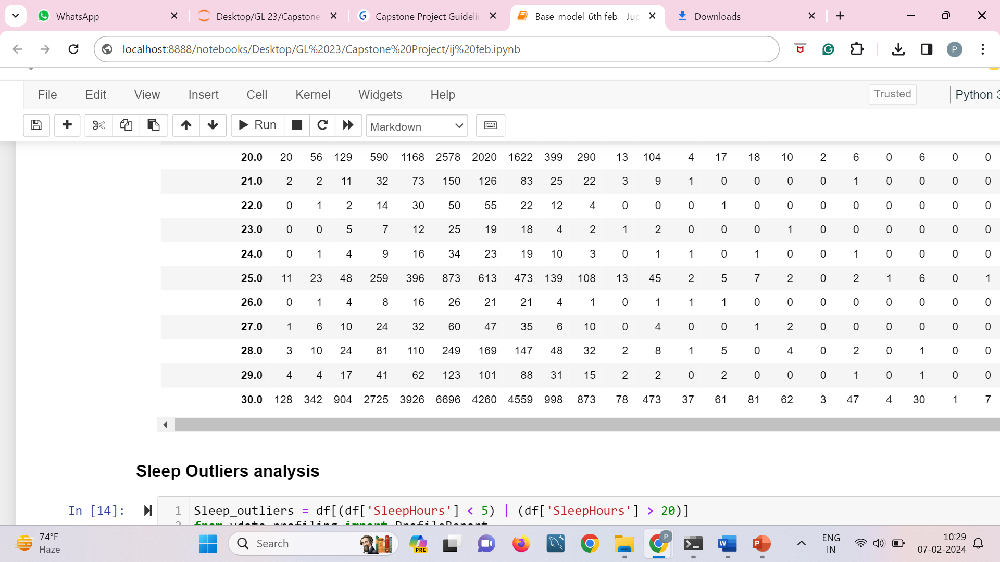 WhatsApp
Desktop/GL 23/Capstone
Capstone Project Guideli
Base_model_6th feb - Jup
Downloads
localhost:8888/notebooks/Desktop/GL%2023/Capstone%20Project/ij%20feb.ipynb
P
File Edit View Insert Cell Kernel Widgets Help
Trusted
Python 3
Run
Markdown
20.0 20 56 129 590 1168 2578 2020 1622 399 290 13 104 4 17 18 10 2 6 0 6 0 0
21.0 2 2 11 32 73 150 126 83 25 22 3 9 1 0 0 0 0 1 0 0 0 0
22.0 0 1 2 14 30 50 55 22 12 4 0 0 0 1 0 0 0 0 0 0 0 0
23.0 0 0 5 7 12 25 19 18 4 2 1 2 0 0 0 1 0 0 0 0 0 0
24.0 0 1 4 9 16 34 23 19 10 3 0 1 1 0 1 0 0 1 0 0 0 0
25.0 11 23 48 259 396 873 613 473 139 108 13 45 2 5 7 2 0 2 1 6 0 1
26.0 0 1 4 8 16 26 21 21 4 1 0 1 1 1 0 0 0 0 0 0 0 0
27.0 1 6 10 24 32 60 47 35 6 10 0 4 0 0 1 2 0 0 0 0 0 0
28.0 3 10 24 81 110 249 169 147 48 32 2 8 1 5 0 4 0 2 0 1 0 0
29.0 4 4 17 41 62 123 101 88 31 15 2 2 0 2 0 0 0 1 0 1 0 0
30.0 128 342 904 2725 3926 6696 4260 4559 998 873 78 473 37 61 81 62 3 47 4 30 1 7
Sleep Outliers analysis
In [14]:
1 Sleep_outliers = df[(df['SleepHours'] < 5) | (df['SleepHours'] > 20)]
2 from ydata_profiling import ProfileReport
74°F
Haze
Search
PRE
P
W
P
ENG
IN
10:29
07-02-2024